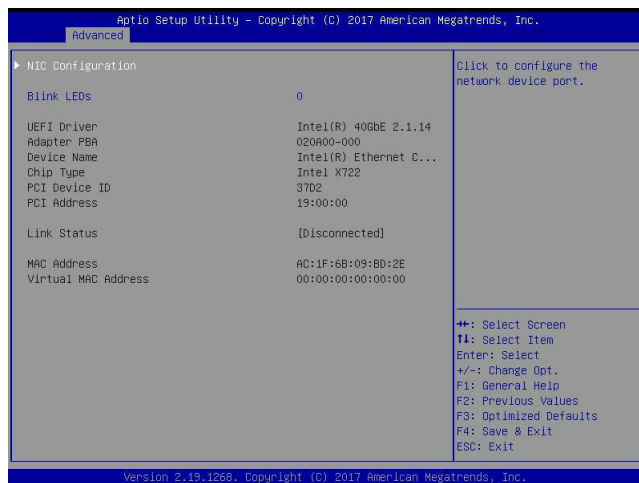 Aptio Setup Utility – Copyright (C) 2017 American Megatrends, Inc.
Advanced
NIC Configuration
Blink LEDs 0
UEFI Driver Intel(R) 40GbE 2.1.14
Adapter PBA 020A00-000
Device Name Intel(R) Ethernet C...
Chip Type Intel X722
PCI Device ID 37D2
PCI Address 19:00:00
Link Status [Disconnected]
MAC Address AC:1F:6B:09:BD:2E
Virtual MAC Address 00:00:00:00:00:00
Click to configure the
network device port.
→←: Select Screen
↑↓: Select Item
Enter: Select
+/-: Change Opt.
F1: General Help
F2: Previous Values
F3: Optimized Defaults
F4: Save & Exit
ESC: Exit
Version 2.19.1268. Copyright (C) 2017 American Megatrends, Inc.